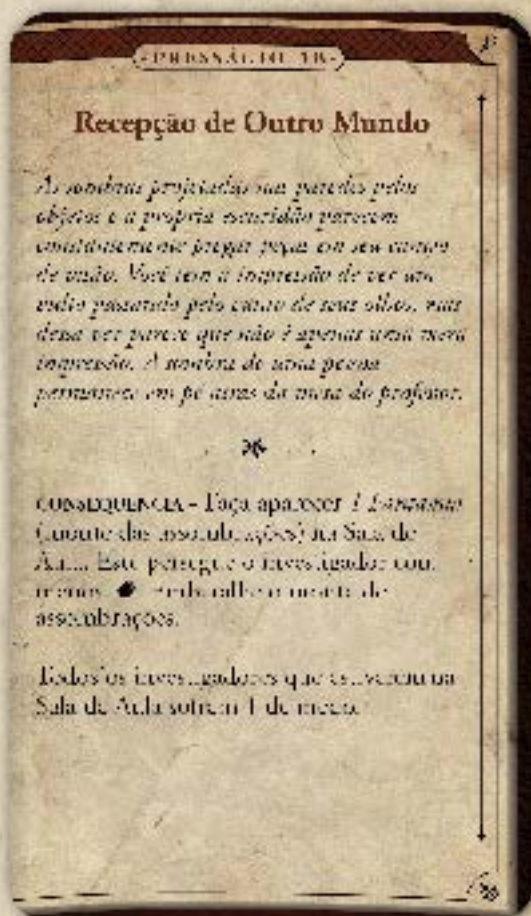 Recepção de Outro Mundo
As sombras projetadas nas paredes pelos
objetos e a própria escuridão parecem
constantemente pregar peças em seu campo
de visão. Você tem a impressão de ver um
vulto passando pelo canto de seus olhos, mas
dessa vez parece que não é apenas uma mera
impressão. A sombra de uma pessoa
permanece em pé atrás da mesa do professor.
CONSEQUÊNCIA - Faça aparecer 1 Fantasma
(monte das assombrações) na Sala de
Aula. Este persegue o investigador com
menos Embaralhe o monte de
assombrações.
Todos os investigadores que estiverem na
Sala de Aula sofrem 1 de medo.